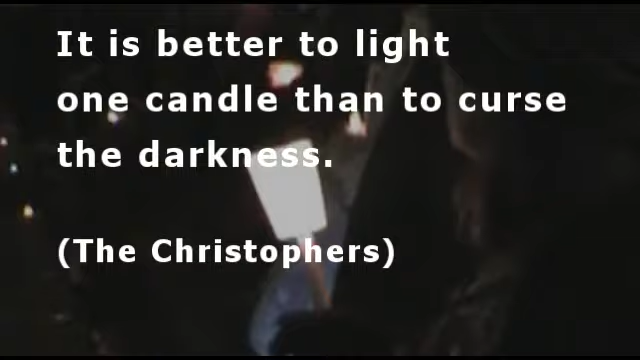 It is better to light
one candle than to curse
the darkness.
(The Christophers)